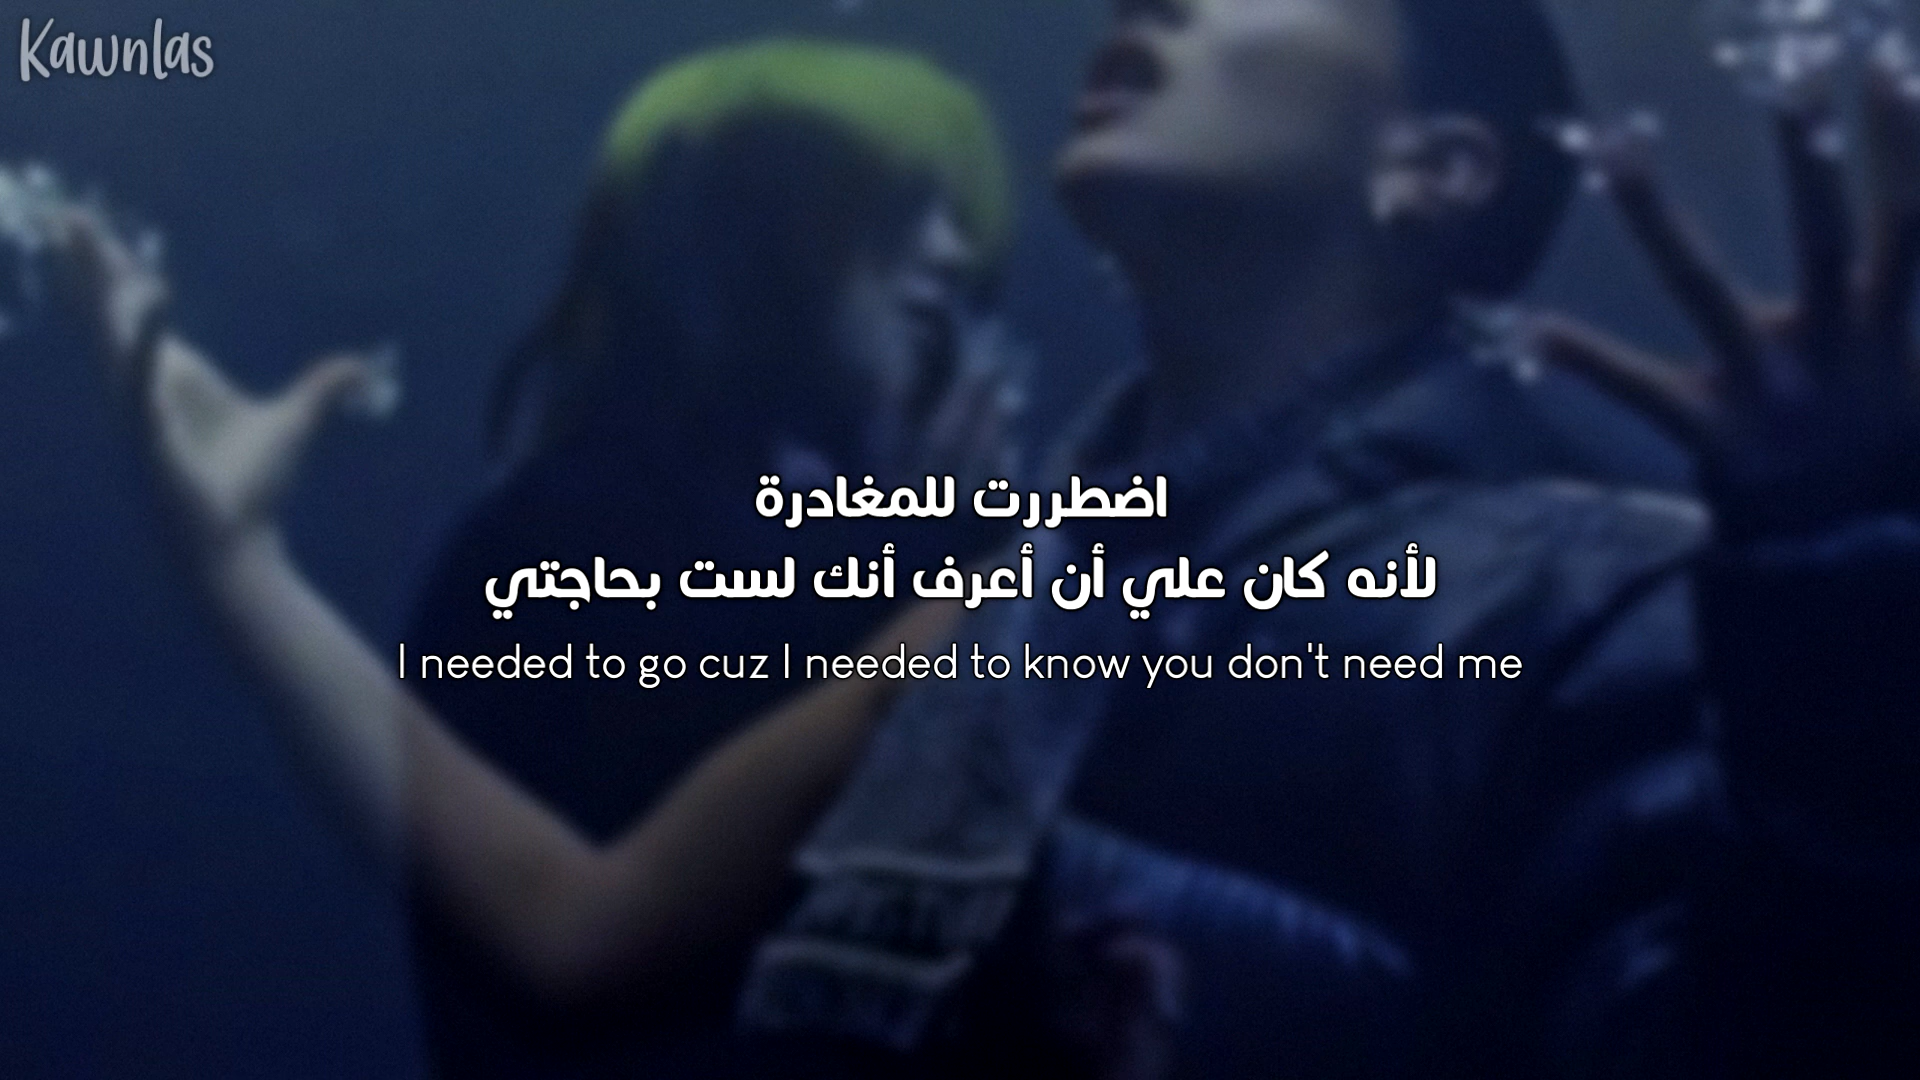 Kawnlas
اضطررت للمغادرة
لأنه كان علي أن أعرف أنك لست بحاجتي
I needed to go cuz I needed to know you don't need me